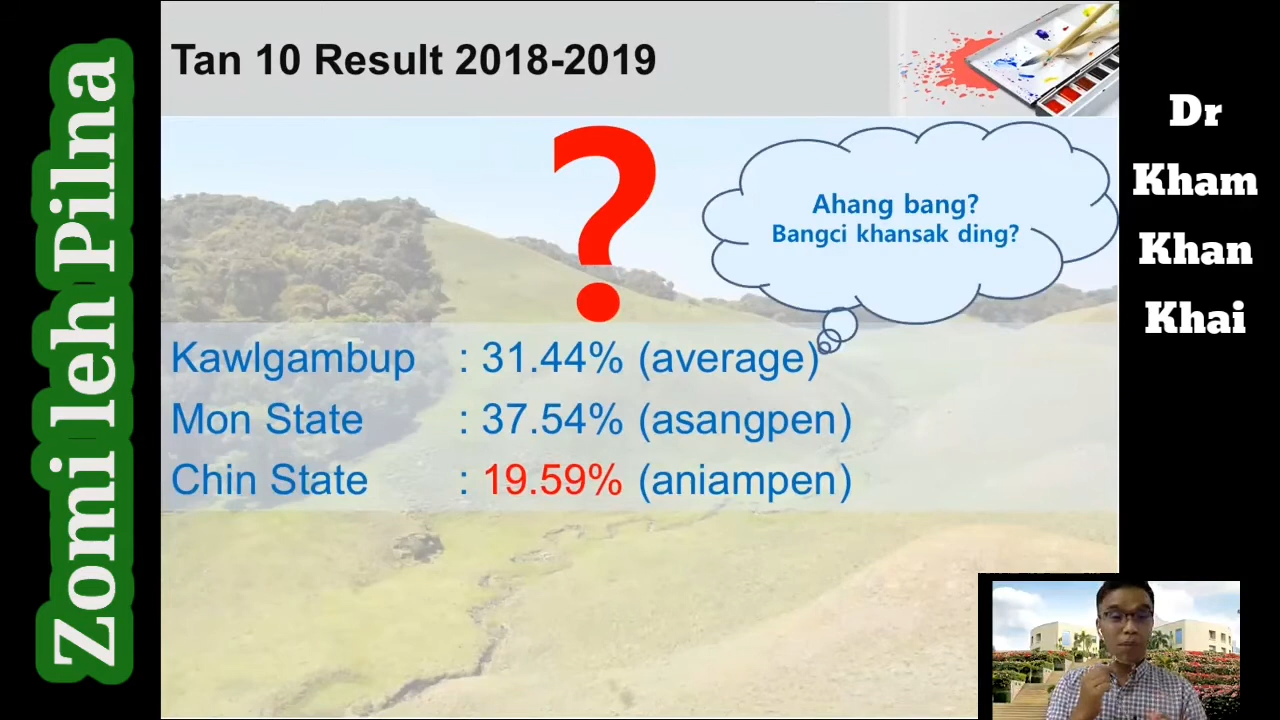 Zomi leh Pilna
Tan 10 Result 2018-2019
?
Ahang bang?
Bangci khansak ding?
Kawlgambup : 31.44% (average)
Mon State : 37.54% (asangpen)
Chin State : 19.59% (aniampen)
Dr
Kham
Khan
Khai